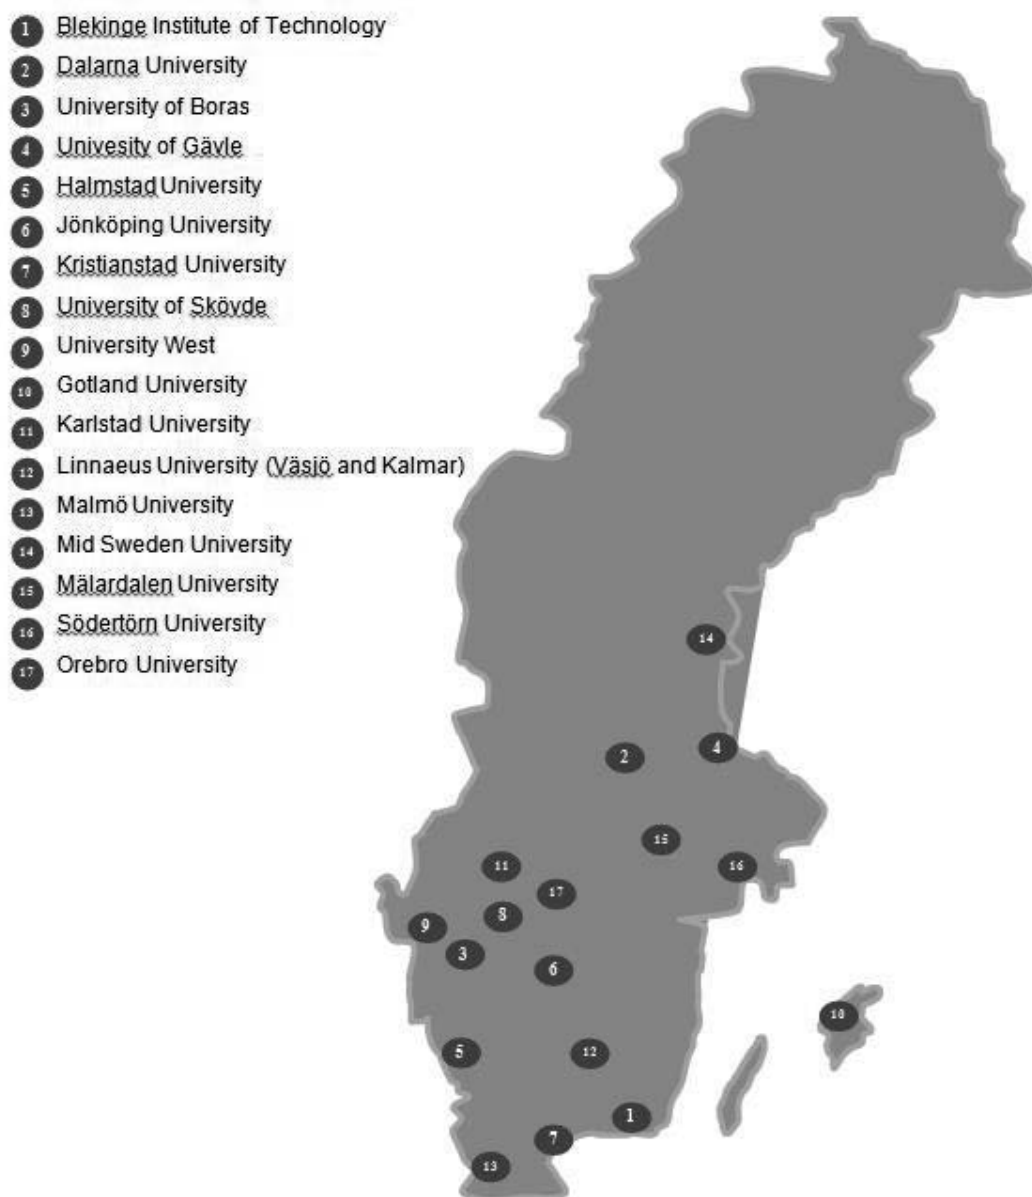 1 Blekinge Institute of Technology
2 Dalarna University
3 University of Boras
4 Univesity of Gävle
5 Halmstad University
6 Jönköping University
7 Kristianstad University
8 University of Skövde
9 University West
10 Gotland University
11 Karlstad University
12 Linnaeus University (Väsjö and Kalmar)
13 Malmö University
14 Mid Sweden University
15 Mälardalen University
16 Södertörn University
17 Orebro University
14
4
2
15
11
16
17
8
9
3
6
10
5
12
1
7
13